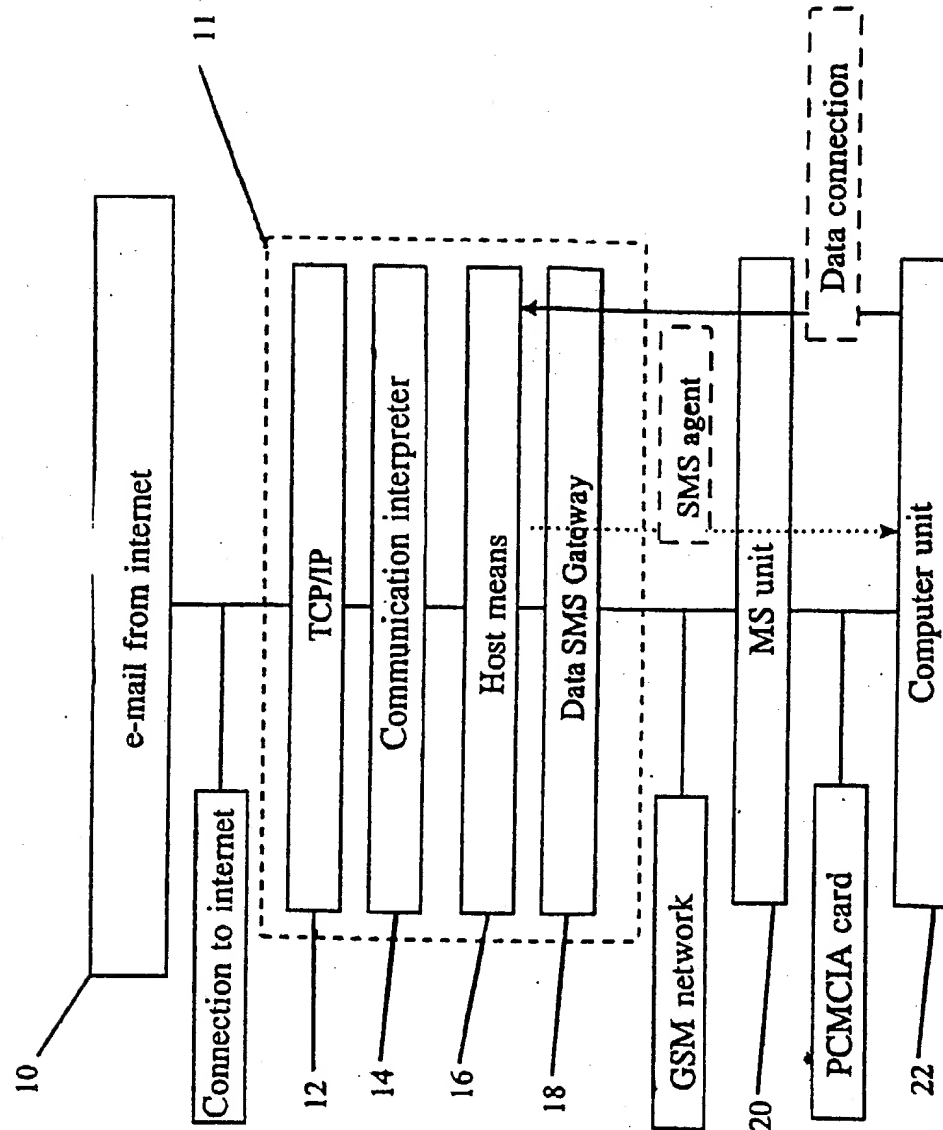 11
e-mail from internet
10
Connection to internet
TCP/IP
12
Communication interpreter
14
Host means
16
Data SMS Gatoway
18
SMS agent
GSM network
MS unit
20
Data connection
PCMCIA card
Computer unit
22